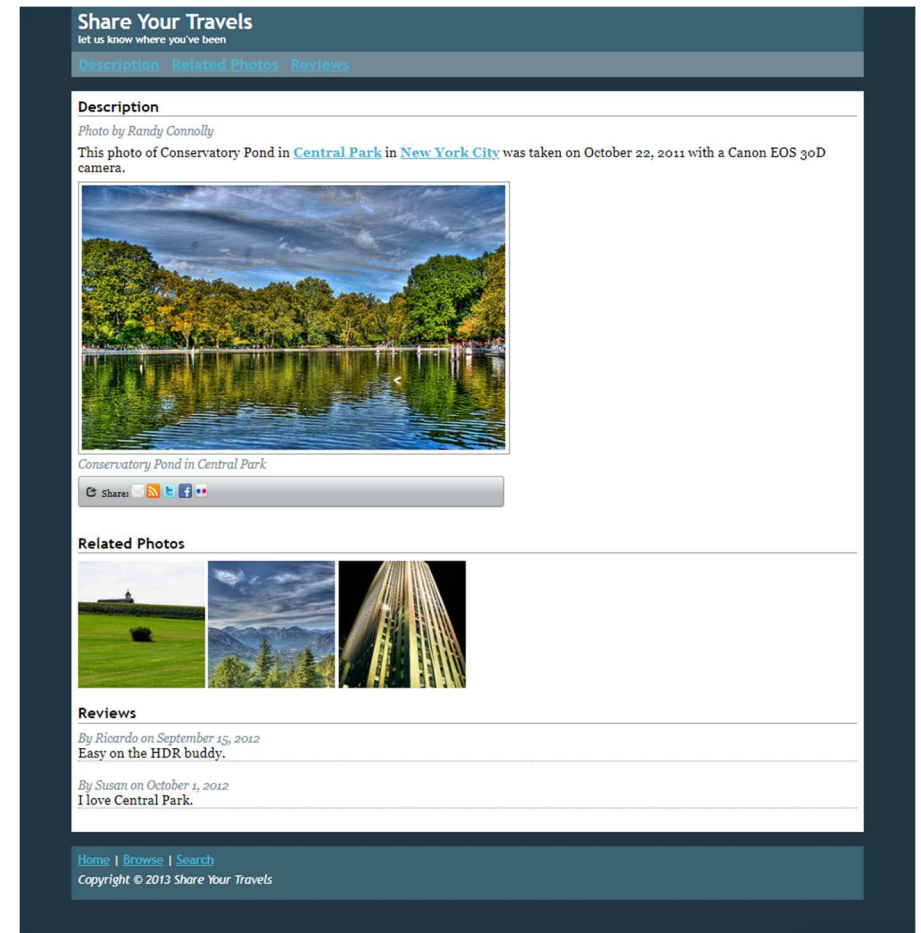 Share Your Travels
let us know where you've been
Description Related Photos Reviews
Description
Photo by Randy Connolly
This photo of Conservatory Pond in Central Park in New York City was taken on October 22, 2011 with a Canon EOS 30D
camera.
Conservatory Pond in Central Park
Share:
Related Photos
Reviews
By Ricardo on September 15, 2012
Easy on the HDR buddy.
By Susan on October 1, 2012
I love Central Park.
Home | Browse | Search
Copyright © 2013 Share Your Travels